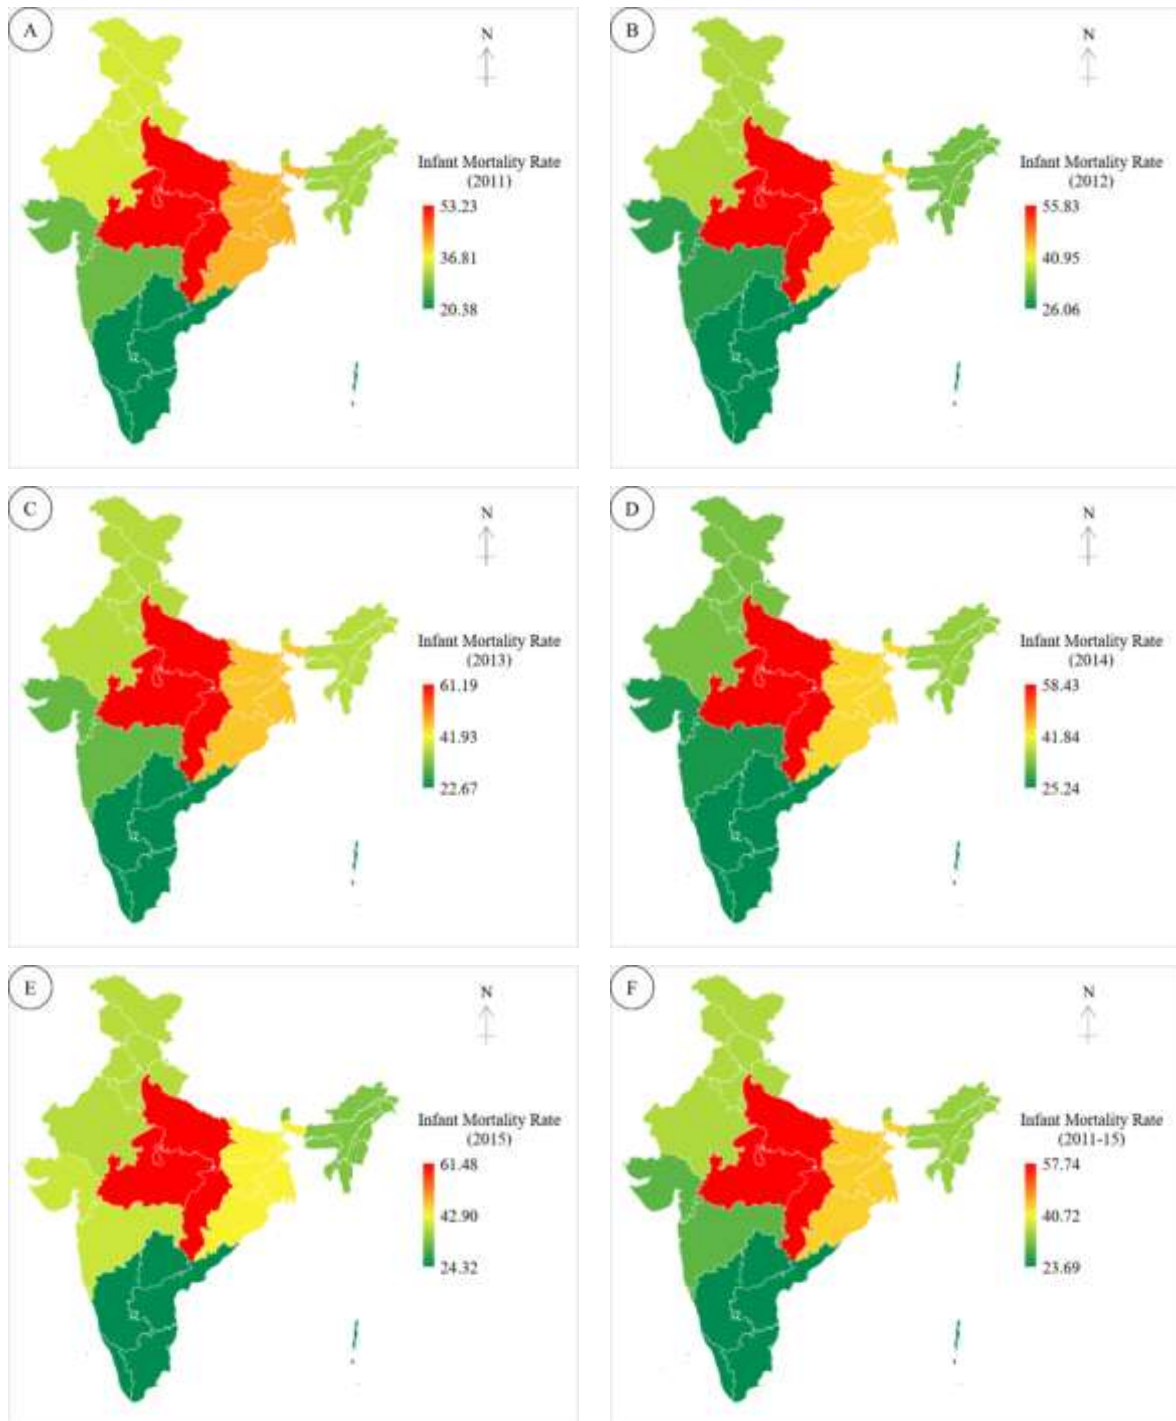 A
N
Infant Mortality Rate
(2011)
53.23
36.81
20.38
B
N
Infant Mortality Rate
(2012)
55.83
40.95
26.06
C
N
Infant Mortality Rate
(2013)
61.19
41.93
22.67
D
N
Infant Mortality Rate
(2014)
58.43
41.84
25.24
E
N
Infant Mortality Rate
(2015)
61.48
42.90
24.32
F
N
Infant Mortality Rate
(2011-15)
57.74
40.72
23.69